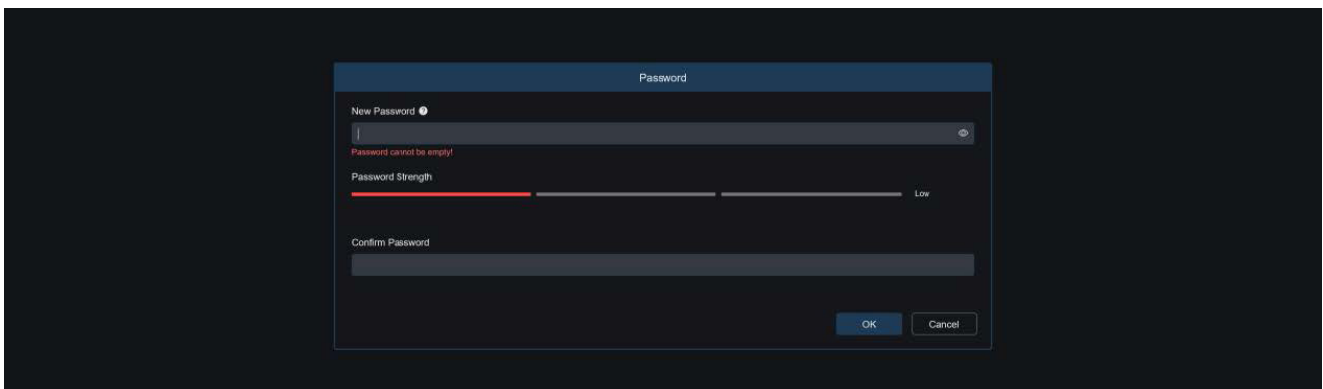 Password
New Password
Password cannot be empty!
Password Strength
Low
Confirm Password
OK
Cancel